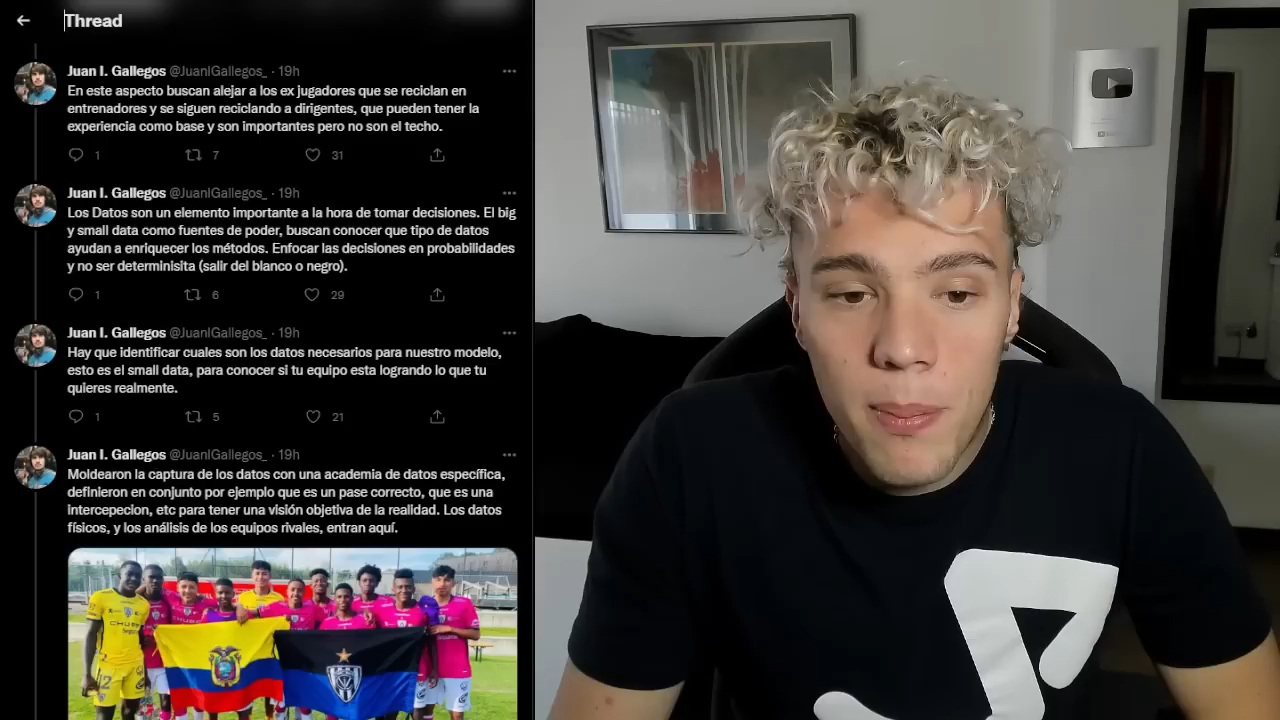 Thread
Juan I. Gallegos @JuanIGallegos_ · 19h
En este aspecto buscan alejar a los ex jugadores que se reciclan en
entrenadores y se siguen reciclando a dirigentes, que pueden tener la
experiencia como base y son importantes pero no son el techo.
1 7 31
Juan I. Gallegos @JuanIGallegos_ · 19h
Los Datos son un elemento importante a la hora de tomar decisiones. El big
y small data como fuentes de poder, buscan conocer que tipo de datos
ayudan a enriquecer los métodos. Enfocar las decisiones en probabilidades
y no ser determinisita (salir del blanco o negro).
1 6 29
Juan I. Gallegos @JuanIGallegos_ · 19h
Hay que identificar cuales son los datos necesarios para nuestro modelo,
esto es el small data, para conocer si tu equipo esta logrando lo que tu
quieres realmente.
1 5 21
Juan I. Gallegos @JuanIGallegos_ · 19h
Moldearon la captura de los datos con una academia de datos específica,
definieron en conjunto por ejemplo que es un pase correcto, que es una
intercepecion, etc para tener una visión objetiva de la realidad. Los datos
físicos, y los análisis de los equipos rivales, entran aquí.
12